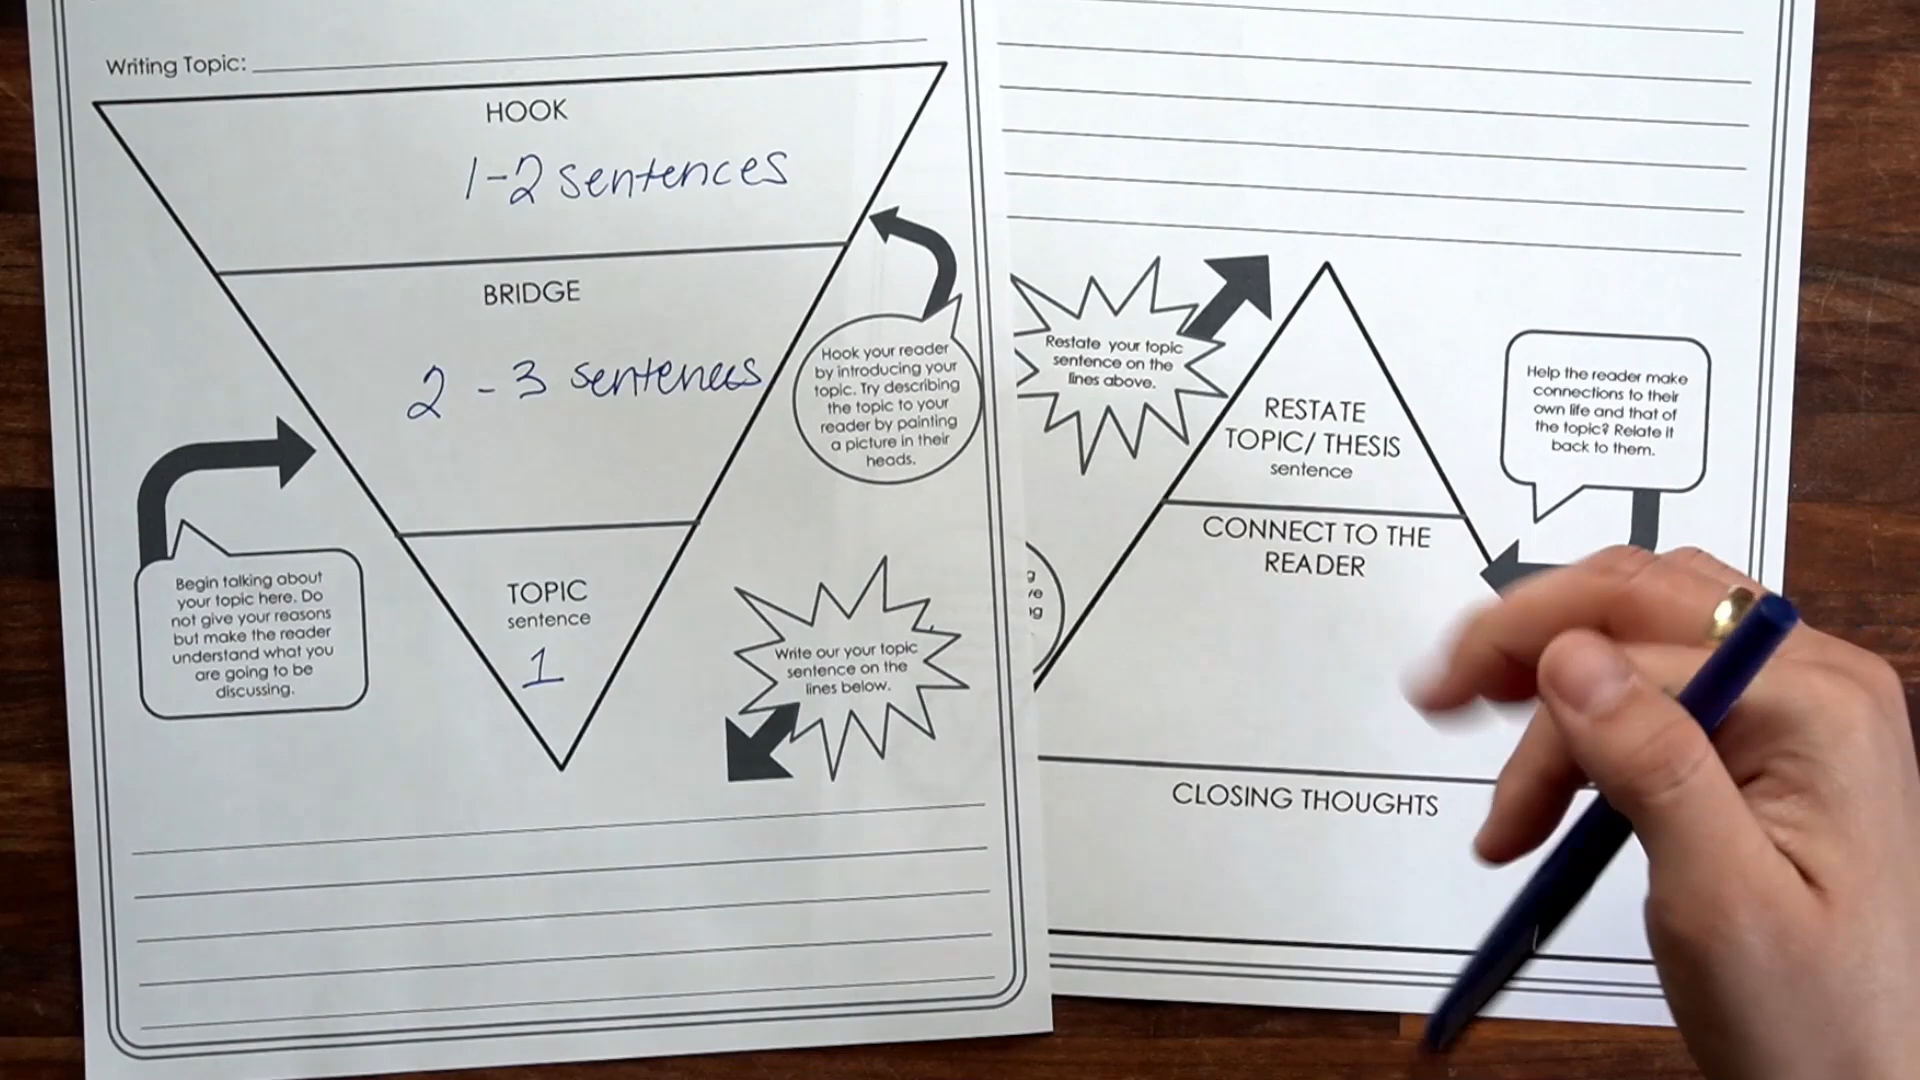 Writing Topic:
HOOK
1-2 sentences
BRIDGE
2 - 3 sentences
Hook your reader
by introducing your
topic. Try describing
the topic to your
reader by painting
a picture in their
heads.
Begin talking about
your topic here. Do
not give your reasons
but make the reader
understand what you
are going to be
discussing.
TOPIC
sentence
1
Write our your topic
sentence on the
lines below.
Restate your topic
sentence on the
lines above.
RESTATE
TOPIC/ THESIS
sentence
Help the reader make
connections to their
own life and that of
the topic? Relate it
back to them.
CONNECT TO THE
READER
CLOSING THOUGHTS